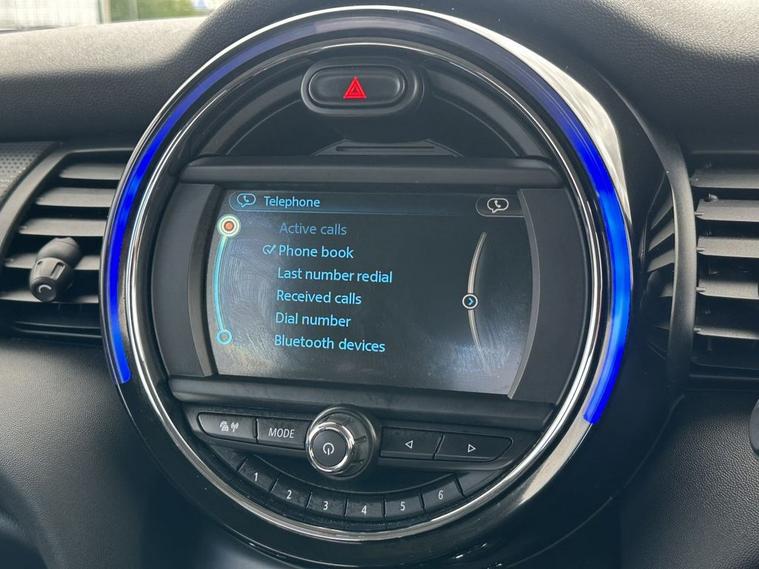 Telephone
Active calls
Phone book
Last number redial
Received calls
Dial number
Bluetooth devices
MODE
1 2 3 4 5 6